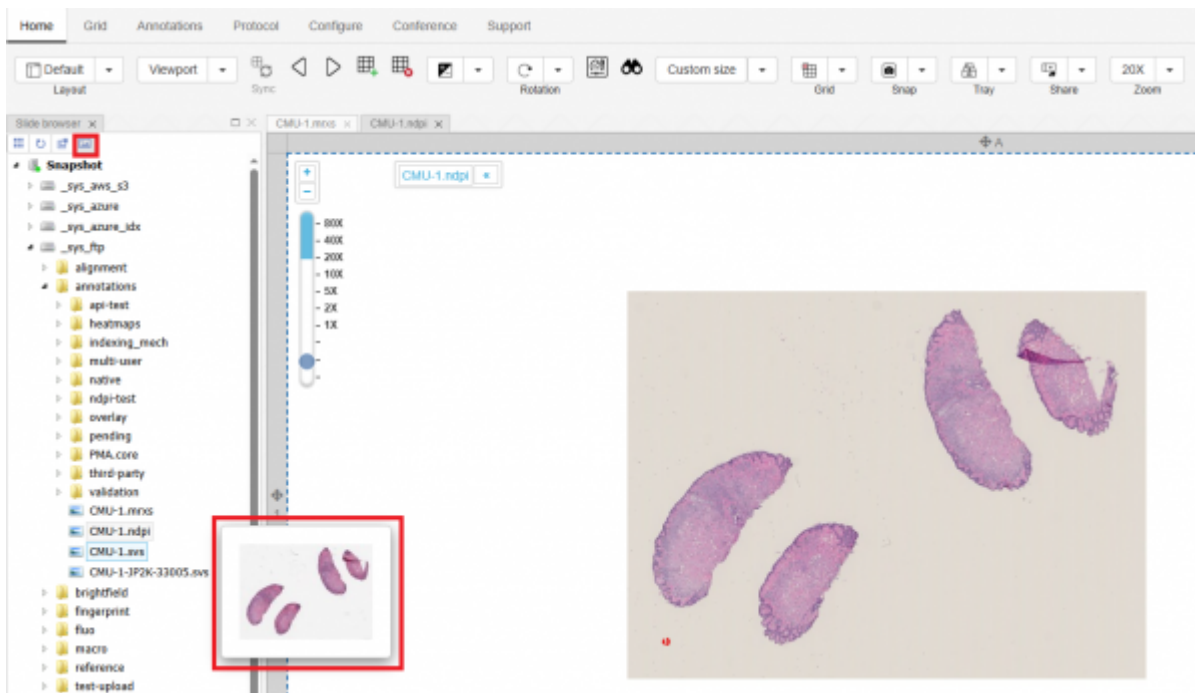 Home Grid Annotations Protocol Configure Conference Support
Default Viewport Custom size 20X
Layout Sync Rotation Grid Snap Tray Share Zoom
Slide browser x CMU-1.mrxs x CMU-1.ndpi x
A
Snapshot
CMU-1.ndpi «
_sys_aws_s3
_sys_azure
_sys_azure_idx
_sys_ftp
alignment
annotations
api-test
heatmaps
indexing_mech
multi-user
native
ndpi-test
overlay
pending
PMA.core
third-party
validation
CMU-1.mrxs
CMU-1.ndpi
CMU-1.svs
CMU-1-JP2K-33005.svs
brightfield
fingerprint
fluo
macro
reference
test-upload
+
-
80X
40X
20X
10X
5X
2X
1X
1